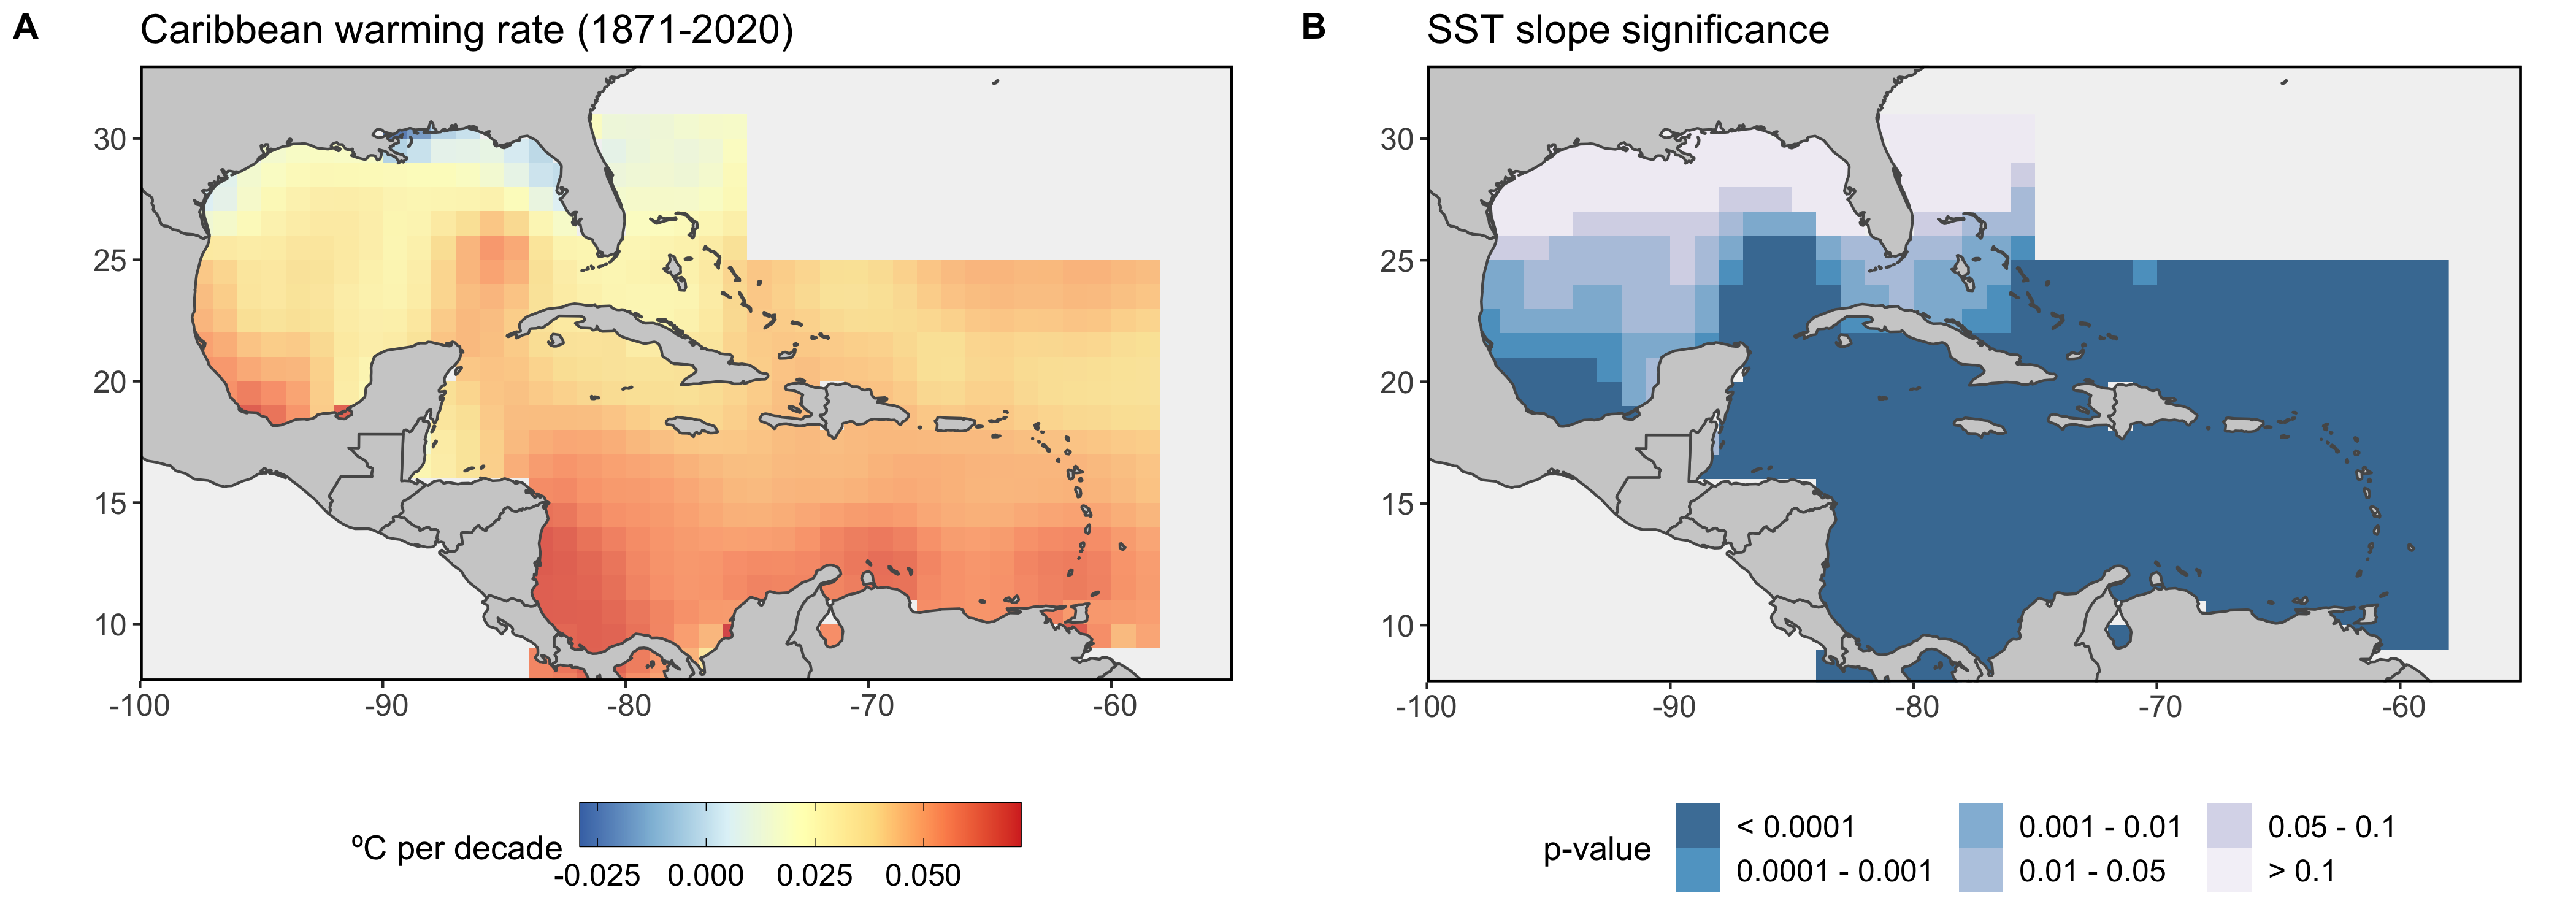 A Caribbean warming rate (1871-2020)
30
25
20
15
10
-100 -90 -80 -70 -60
ºC per decade
-0.025 0.000 0.025 0.050
B SST slope significance
30
25
20
15
10
-100 -90 -80 -70 -60
p-value
< 0.0001 0.001 - 0.01 0.05 - 0.1
0.0001 - 0.001 0.01 - 0.05 > 0.1